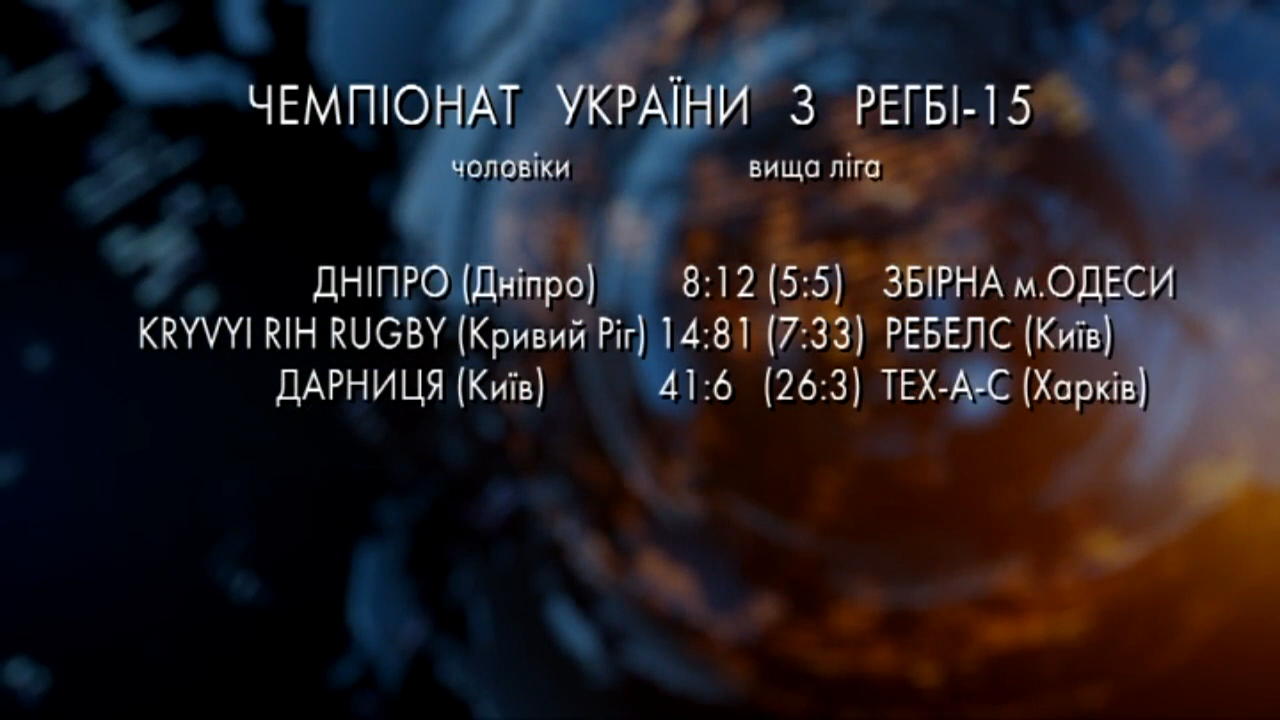 ЧЕМПІОНАТ УКРАЇНИ З РЕГБІ-15
чоловіки вища ліга
ДНІПРО (Дніпро) 8:12 (5:5) ЗБІРНА м.ОДЕСИ
KRYVYI RIH RUGBY (Кривий Ріг) 14:81 (7:33) РЕБЕЛС (Київ)
ДАРНИЦЯ (Київ) 41:6 (26:3) ТЕХ-А-С (Харків)